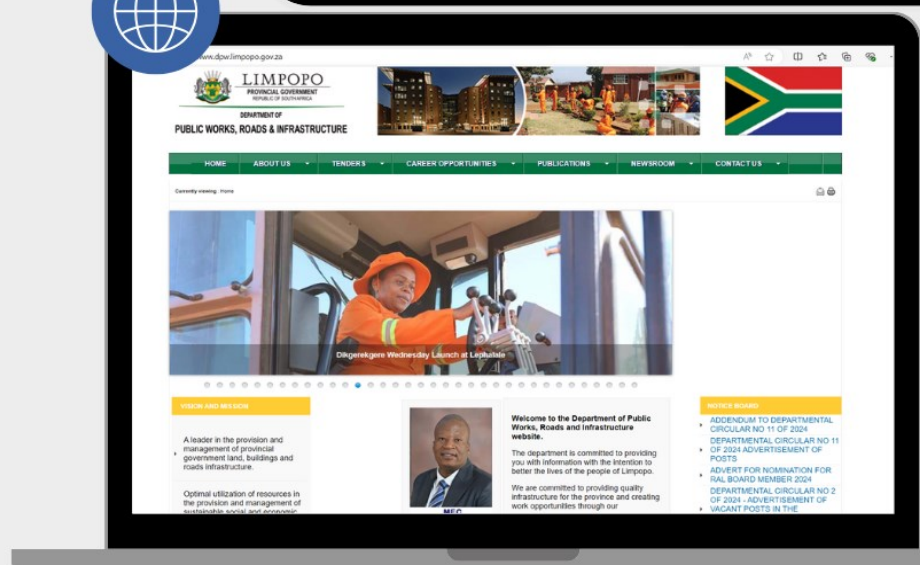 www.dpw.limpopo.gov.za
LIMPOPO
PROVINCIAL GOVERNMENT
REPUBLIC OF SOUTH AFRICA
DEPARTMENT OF
PUBLIC WORKS, ROADS & INFRASTRUCTURE
HOME ABOUT US TENDERS CAREER OPPORTUNITIES PUBLICATIONS NEWSROOM CONTACT US
Currently viewing: Home
Dikgerekgere Wednesday Launch at Lephalale
VISION AND MISSION
A leader in the provision and
management of provincial
government land, buildings and
roads infrastructure.
Optimal utilization of resources in
the provision and management of
sustainable social and economic
MEC
Welcome to the Department of Public
Works, Roads and Infrastructure
website.
The department is committed to providing
you with information with the intention to
better the lives of the people of Limpopo.
We are committed to providing quality
infrastructure for the province and creating
work opportunities through our
NOTICE BOARD
ADDENDUM TO DEPARTMENTAL
CIRCULAR NO 11 OF 2024
DEPARTMENTAL CIRCULAR NO 11
OF 2024 ADVERTISEMENT OF
POSTS
ADVERT FOR NOMINATION FOR
RAL BOARD MEMBER 2024
DEPARTMENTAL CIRCULAR NO 2
OF 2024 - ADVERTISEMENT OF
VACANT POSTS IN THE